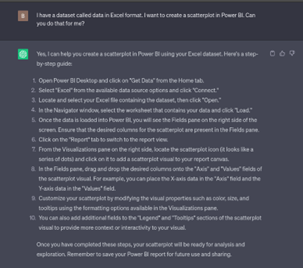 I have a dataset called data in Excel format. I want to create a scatterplot in Power BI. Can
you do that for me?
Yes, I can help you create a scatterplot in Power BI using your Excel dataset. Here's a
step-by-step guide:
1. Open Power BI Desktop and click on "Get Data" from the Home tab.
2. Select "Excel" from the available data source options and click "Connect."
3. Locate and select your Excel file containing the dataset, then click "Open."
4. In the Navigator window, select the worksheet that contains your data and click "Load."
5. Once the data is loaded into Power BI, you will see the Fields pane on the right side of the
screen. Ensure that the desired columns for the scatterplot are present in the Fields pane.
6. Click on the "Report" tab to switch to the report view.
7. From the Visualizations pane on the right side, locate the scatterplot icon (it looks like a
series of dots) and click on it to add a scatterplot visual to your report canvas.
8. In the Fields pane, drag and drop the desired columns onto the "Axis" and "Values" fields of
the scatterplot visual. For example, you can place the X-axis data in the "Axis" field and the
Y-axis data in the "Values" field.
9. Customize your scatterplot by modifying the visual properties such as color, size, and
tooltips using the formatting options available in the Visualizations pane.
10. You can also add additional fields to the "Legend" and "Tooltips" sections of the scatterplot
visual to provide more context or interactivity to your visual.
Once you have completed these steps, your scatterplot will be ready for analysis and
exploration. Remember to save your Power BI report for future use and sharing.